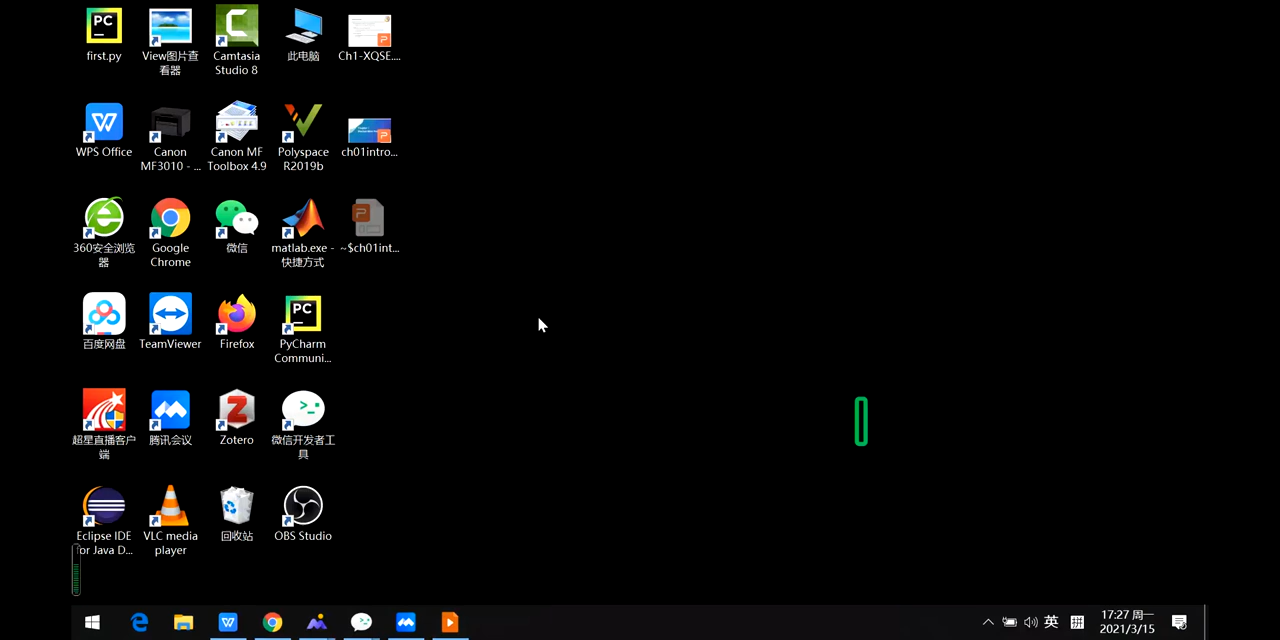 first.py
View图片查
看器
Camtasia
Studio 8
此电脑
Ch1-XQSE....
WPS Office
Canon
MF3010 - ...
Canon MF
Toolbox 4.9
Polyspace
R2019b
ch01intro...
360安全浏览
器
Google
Chrome
微信
matlab.exe -
快捷方式
~$ch01int...
百度网盘
TeamViewer
Firefox
PyCharm
Communi...
超星直播客户
端
腾讯会议
Zotero
微信开发者工
具
Eclipse IDE
for Java D...
VLC media
player
回收站
OBS Studio
英
拼
17:27 周一
2021/3/15